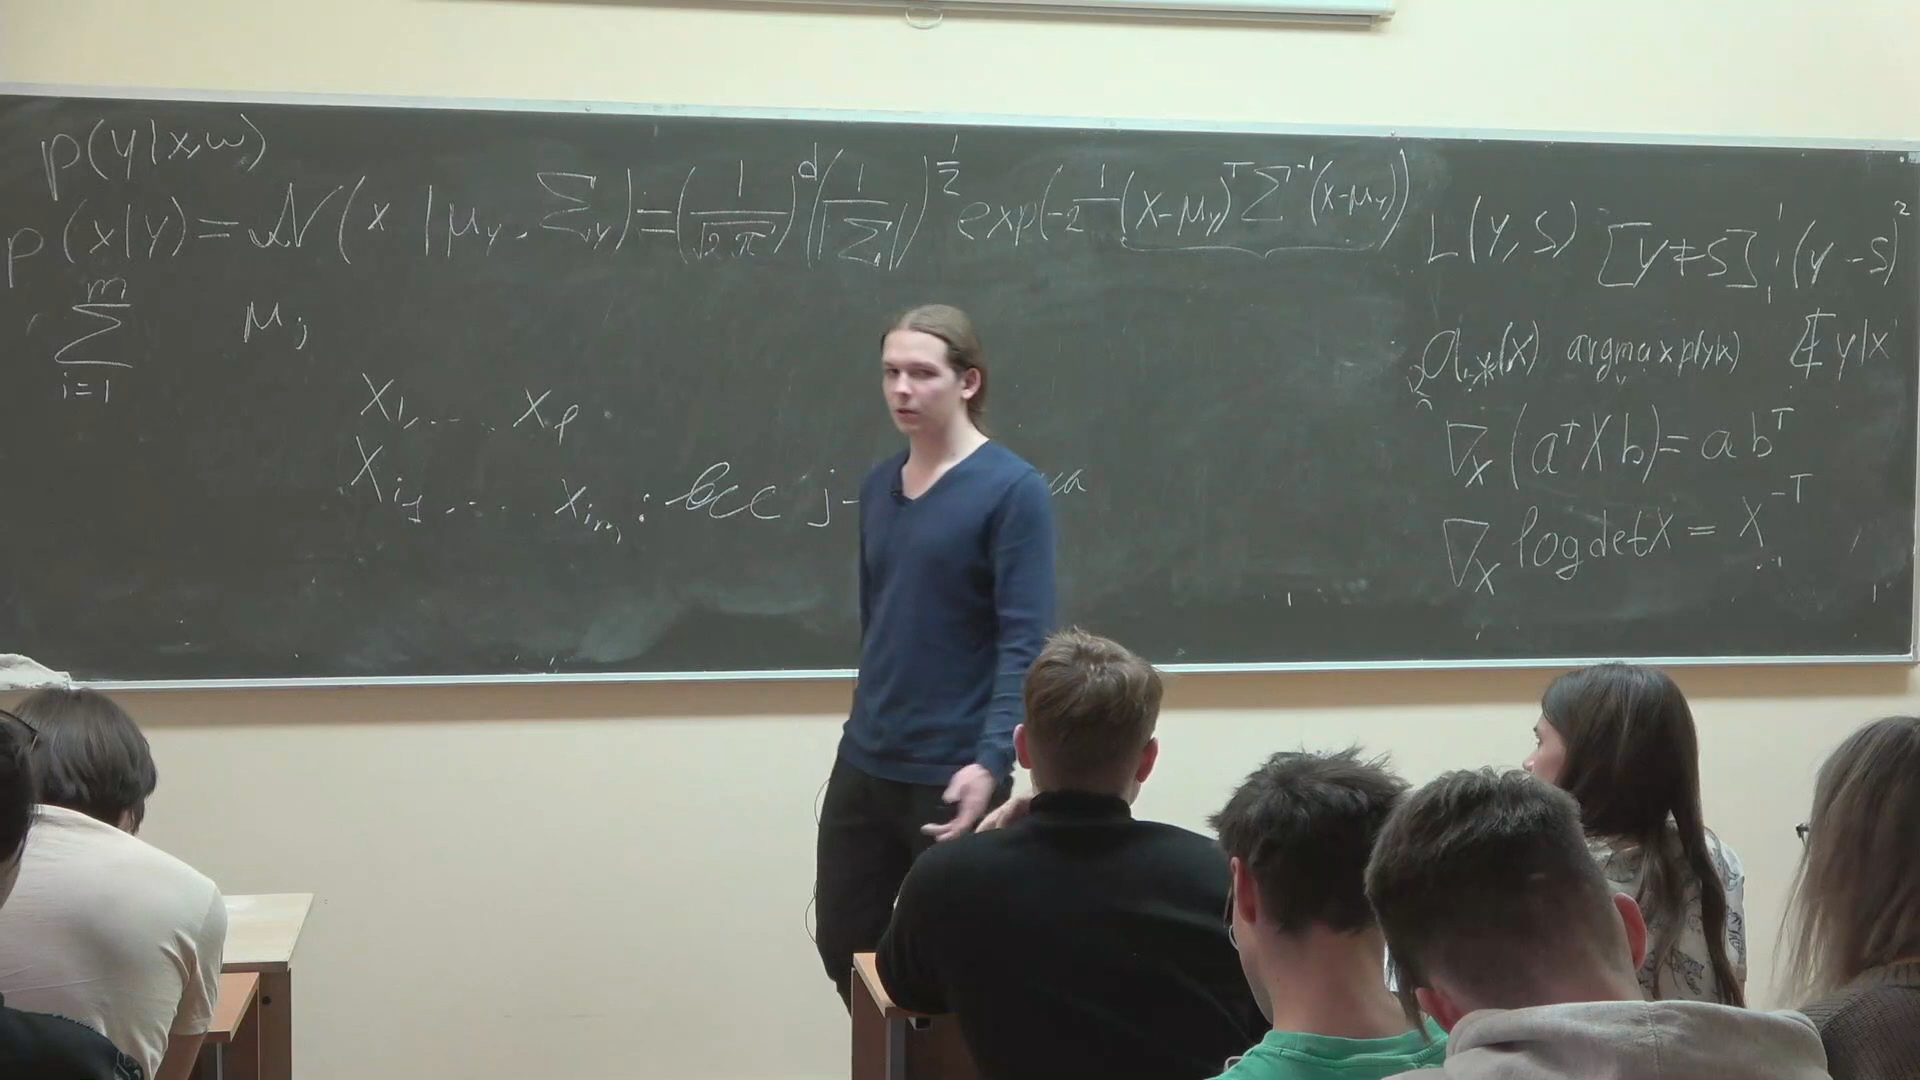 p(y|x,w)
p(x|y) = 𝒩(x | μ_y, Σ_y) = (1/√2π)^d (1/|Σ|)^{1/2} exp(-1/2 (x-μ_y)^T Σ^{-1} (x-μ_y))
Σ_{i=1}^{m} μ_j
x_1, ... x_ℓ
x_{i_1} .... x_{i_m} : все j-
L(y,s) [y≠s] (y-s)^2
a_*(x) argmax p(y|x) 𝔼 y|x
∇_X (a^T X b) = a b^T
∇_X log det X = X^{-T}